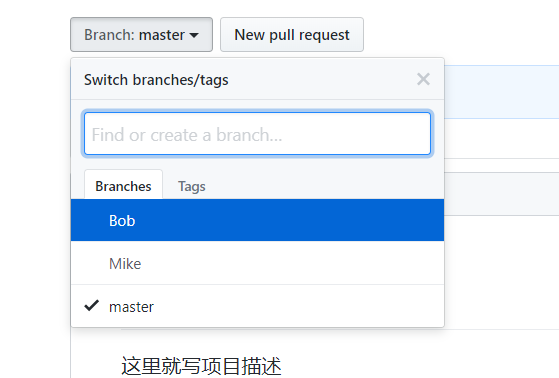 Branch: master New pull request
Switch branches/tags
Find or create a branch...
Branches Tags
Bob
Mike
master
这里就写项目描述